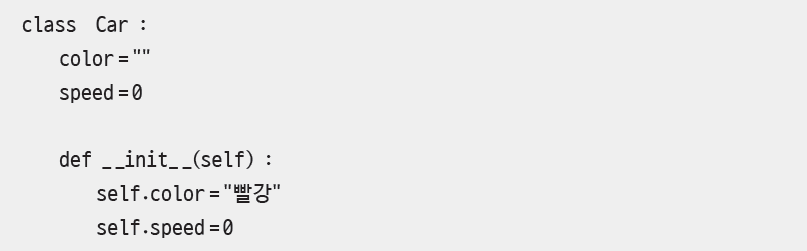 class Car :
color=""
speed=0
def __init__(self) :
self.color="빨강"
self.speed=0